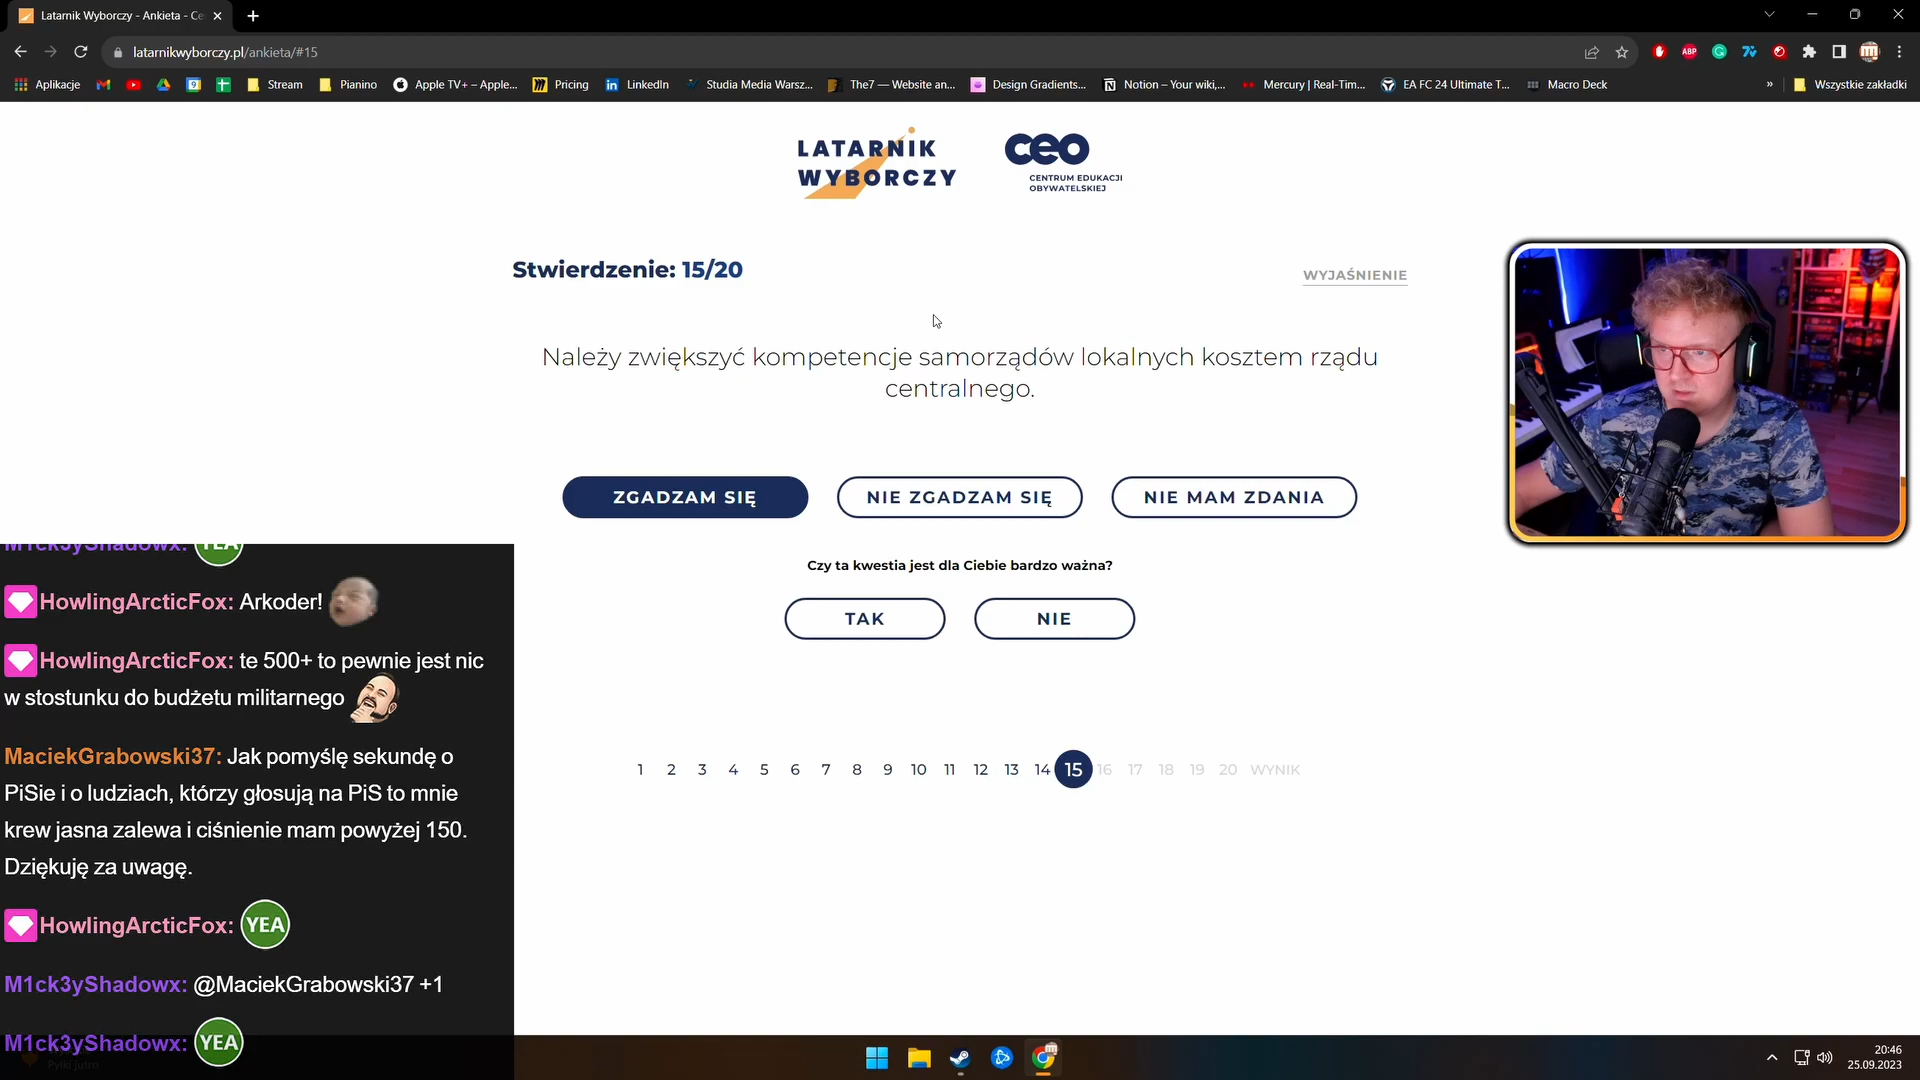 Latarnik Wyborczy - Ankieta - Ce
latarnikwyborczy.pl/ankieta/#15
ABP
Aplikacje
Stream
Pianino
Apple TV+ – Apple...
Pricing
LinkedIn
Studia Media Warsz...
The7 — Website an...
Design Gradients...
Notion – Your wiki,...
Mercury | Real-Tim...
EA FC 24 Ultimate T...
Macro Deck
»
Wszystkie zakładki
LATARNIK
WYBORCZY
ceo
CENTRUM EDUKACJI
OBYWATELSKIEJ
Stwierdzenie: 15/20
WYJAŚNIENIE
Należy zwiększyć kompetencje samorządów lokalnych kosztem rządu
centralnego.
ZGADZAM SIĘ
NIE ZGADZAM SIĘ
NIE MAM ZDANIA
Czy ta kwestia jest dla Ciebie bardzo ważna?
TAK
NIE
1 2 3 4 5 6 7 8 9 10 11 12 13 14 15 16 17 18 19 20 WYNIK
M1ck3yShadowx: YEA
HowlingArcticFox: Arkoder!
HowlingArcticFox: te 500+ to pewnie jest nic
w stostunku do budżetu militarnego
MaciekGrabowski37: Jak pomyślę sekundę o
PiSie i o ludziach, którzy głosują na PiS to mnie
krew jasna zalewa i ciśnienie mam powyżej 150.
Dziękuję za uwagę.
HowlingArcticFox: YEA
M1ck3yShadowx: @MaciekGrabowski37 +1
M1ck3yShadowx: YEA
Pyłki jutro
20:46
25.09.2023